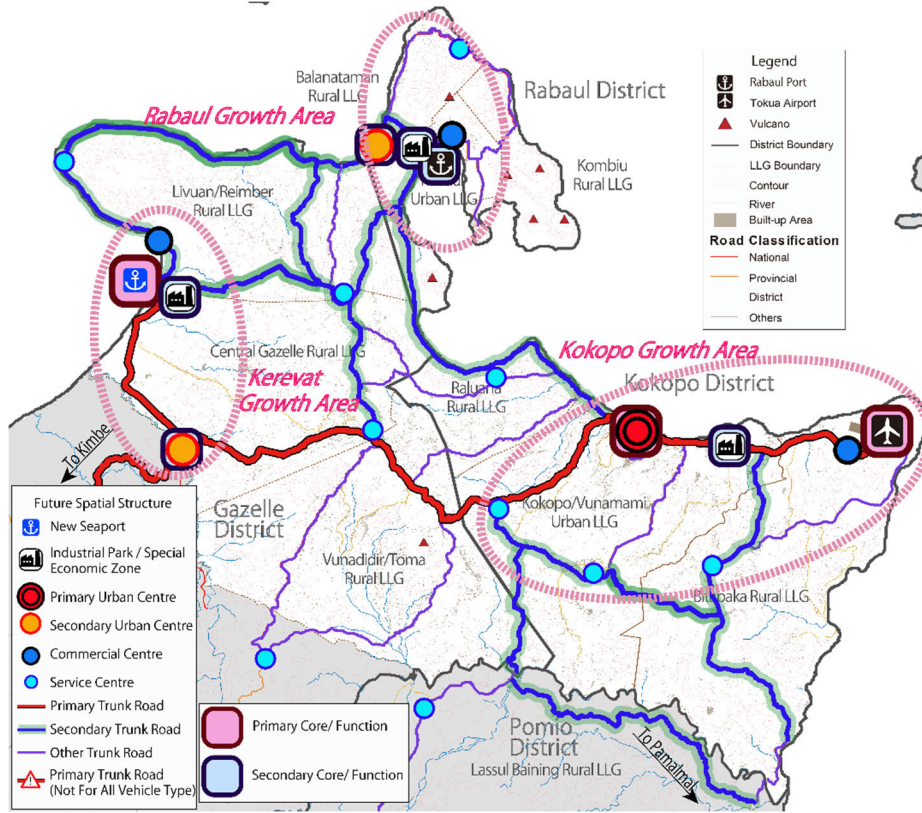 Balanataman
Rural LLG
Rabaul District
Rabaul Growth Area
Kombiu
Rural LLG
Urban LLG
Livuan/Reimber
Rural LLG
Legend
Rabaul Port
Tokua Airport
Vulcano
District Boundary
LLG Boundary
Contour
River
Built-up Area
Road Classification
National
Provincial
District
Others
Central Gazelle Rural LLG
Kerevat
Growth Area
Kokopo Growth Area
Kokopo District
Raluana
Rural LLG
To Kimbe
Gazelle
District
Kokopo/Vunamami
Urban LLG
Vunadidir/Toma
Rural LLG
Bitapaka Rural LLG
Future Spatial Structure
New Seaport
Industrial Park / Special
Economic Zone
Primary Urban Centre
Secondary Urban Centre
Commercial Centre
Service Centre
Primary Trunk Road
Secondary Trunk Road
Other Trunk Road
Primary Trunk Road
(Not For All Vehicle Type)
Primary Core/ Function
Secondary Core/ Function
Pomio
District
Lassul Baining Rural LLG
To Pamalmal